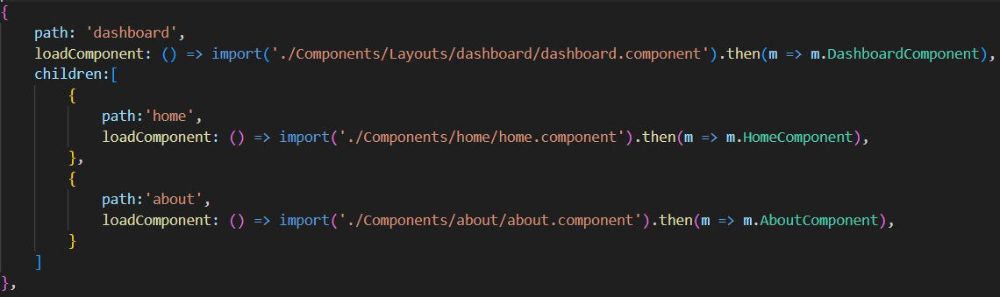 {
path: 'dashboard',
loadComponent: () => import('./Components/Layouts/dashboard/dashboard.component').then(m => m.DashboardComponent),
children:[
{
path:'home',
loadComponent: () => import('./Components/home/home.component').then(m => m.HomeComponent),
},
{
path:'about',
loadComponent: () => import('./Components/about/about.component').then(m => m.AboutComponent),
}
]
},